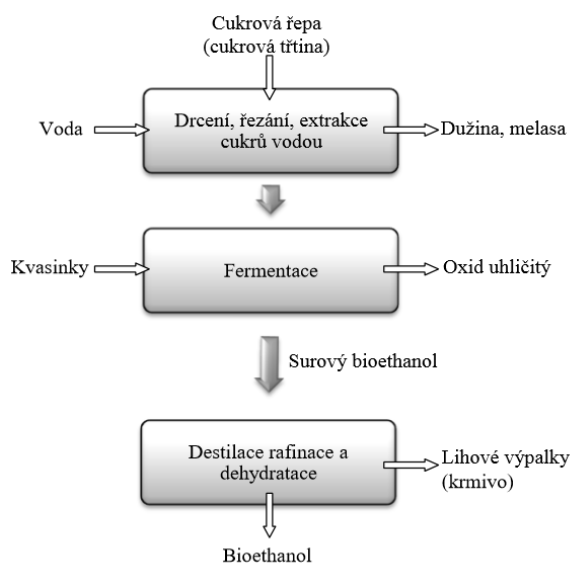 Cukrová řepa
(cukrová třtina)
Voda
Drcení, řezání, extrakce
cukrů vodou
Dužina, melasa
Kvasinky
Fermentace
Oxid uhličitý
Surový bioethanol
Destilace rafinace a
dehydratace
Lihové výpalky
(krmivo)
Bioethanol